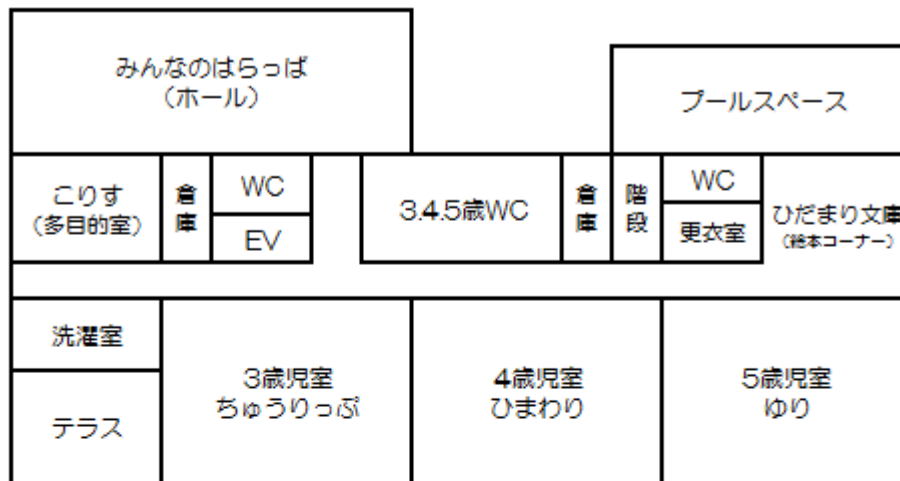 みんなのはらっぱ
（ホール）
プールスペース
こりす
（多目的室）
倉庫
WC
EV
3.4.5歳WC
倉庫
階段
WC
更衣室
ひだまり文庫
（絵本コーナー）
洗濯室
テラス
3歳児室
ちゅうりっぷ
4歳児室
ひまわり
5歳児室
ゆり